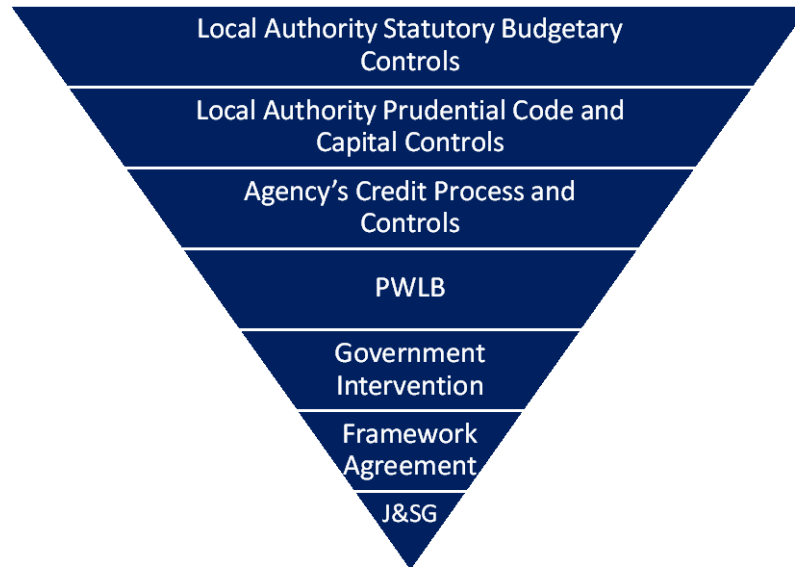 Local Authority Statutory Budgetary
Controls
Local Authority Prudential Code and
Capital Controls
Agency’s Credit Process and
Controls
PWLB
Government
Intervention
Framework
Agreement
J&SG